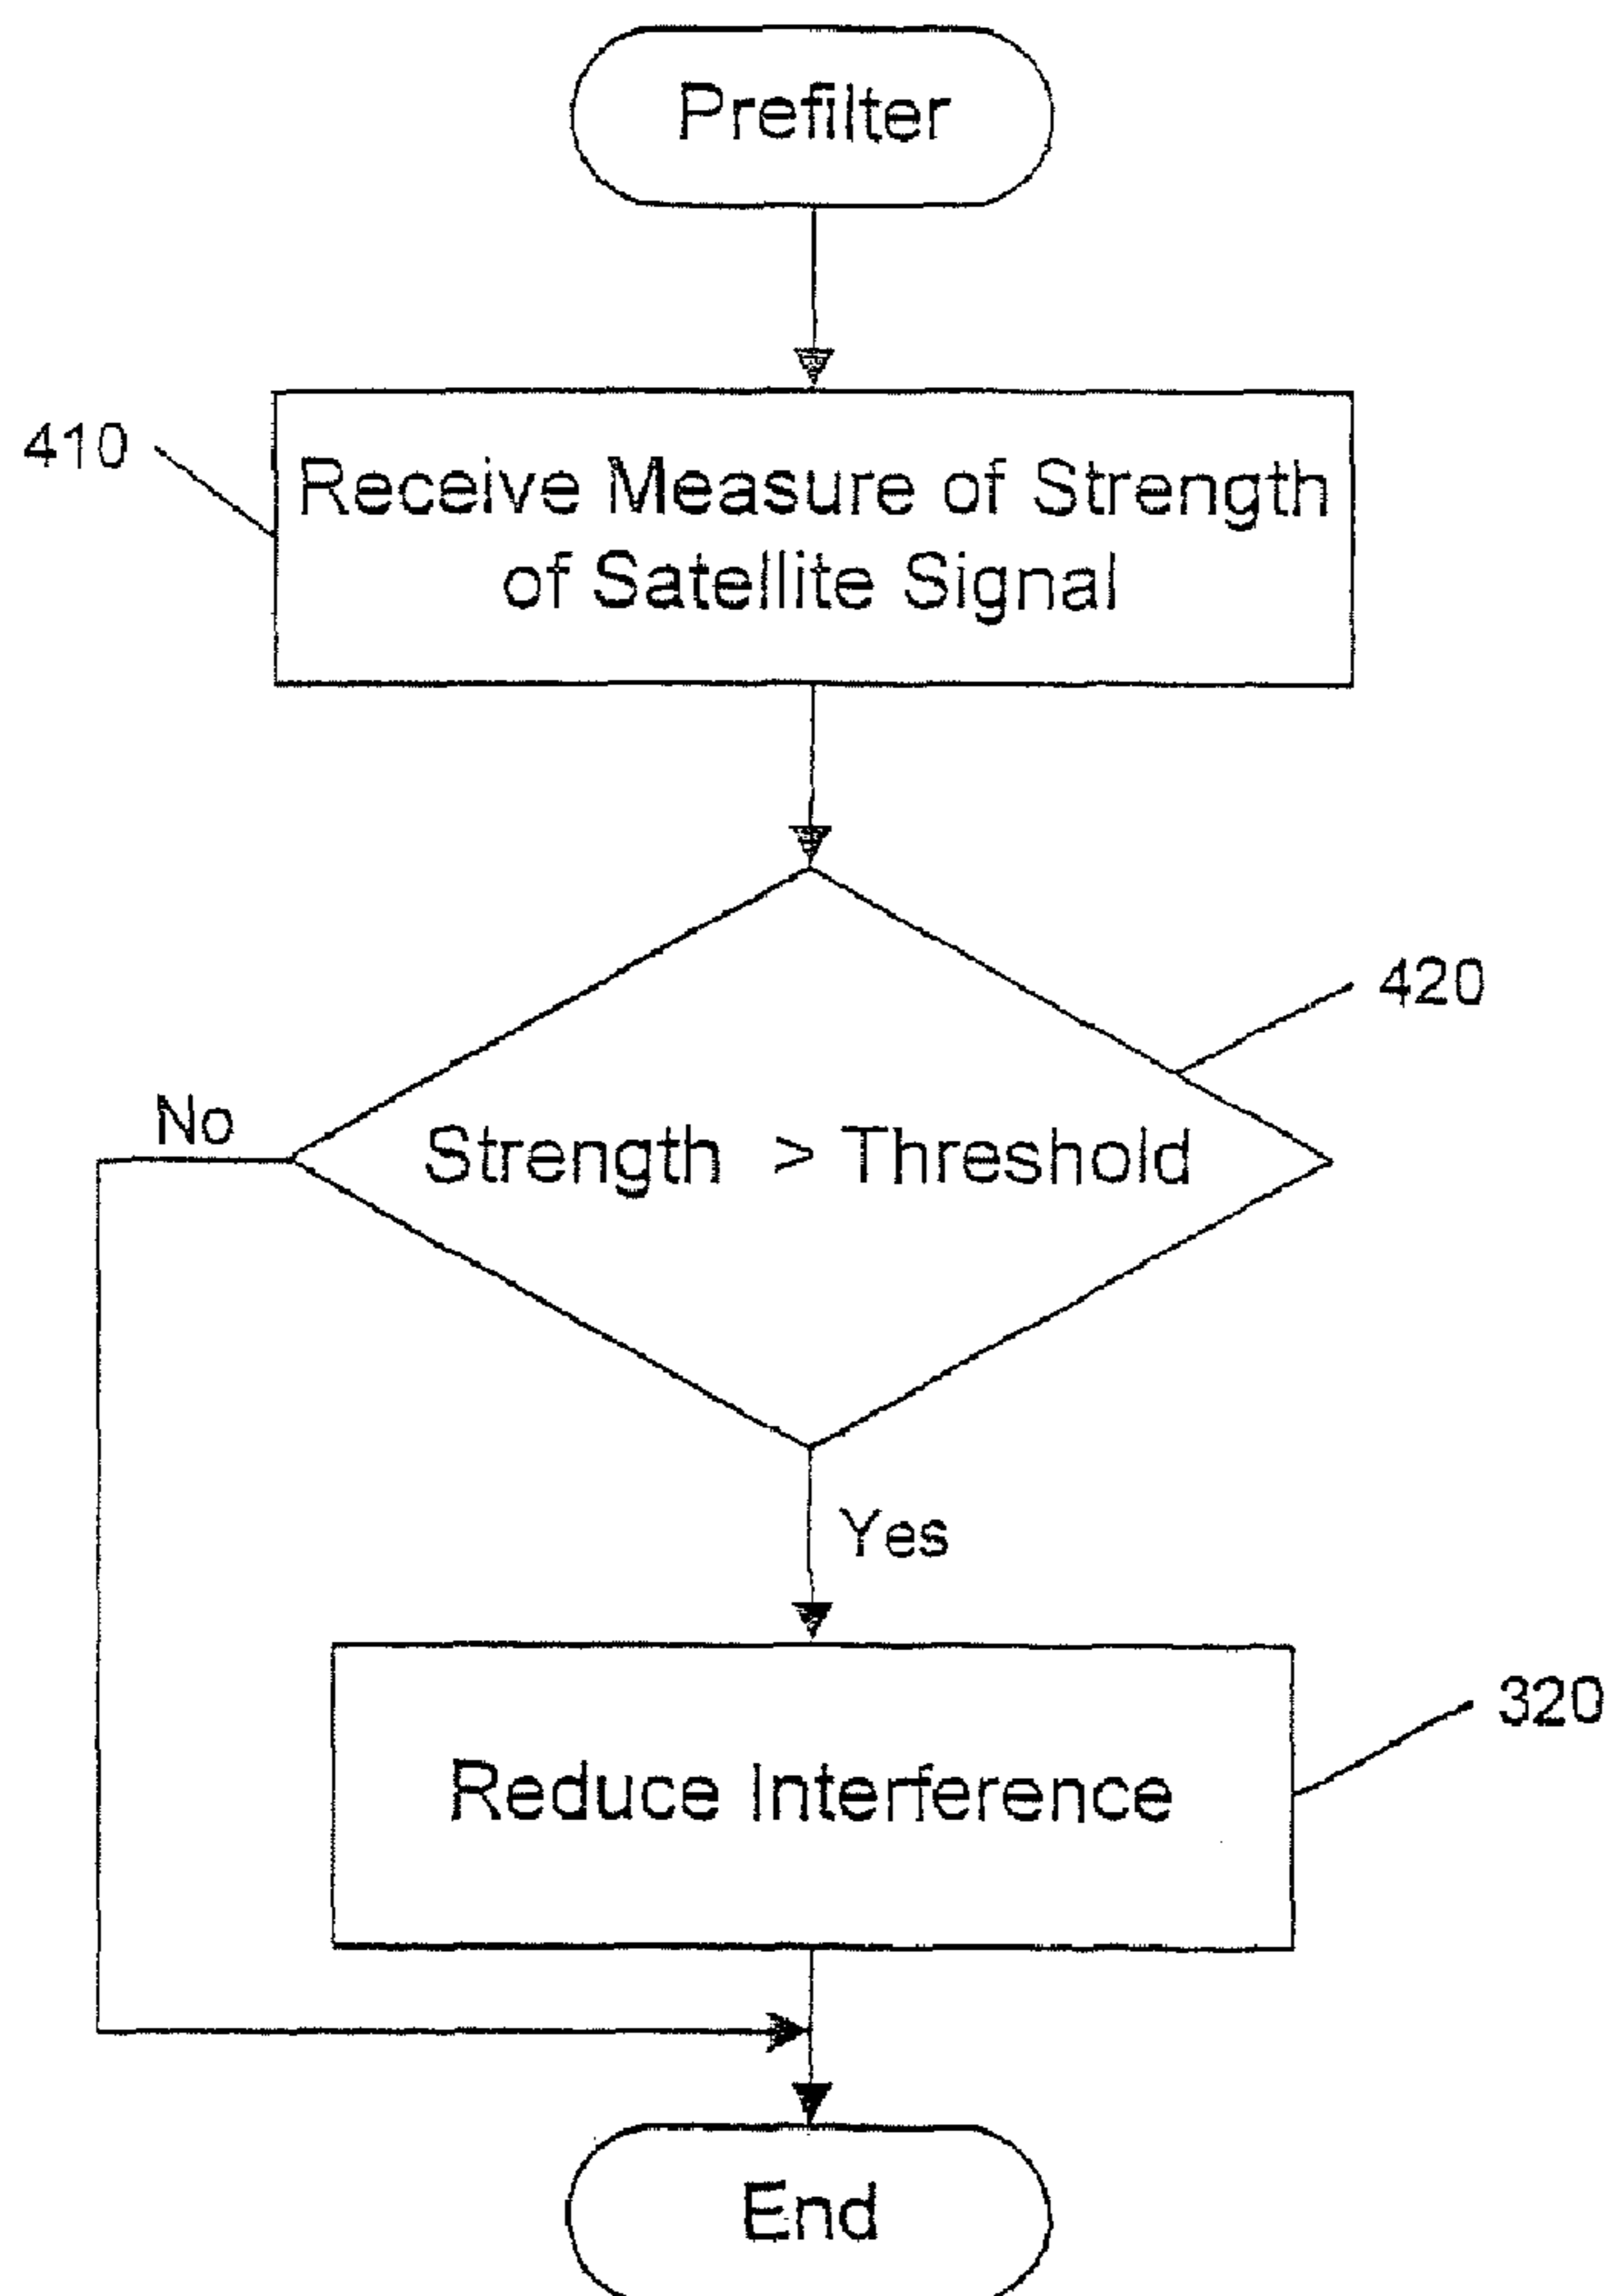 Prefilter
410
Receive Measure of Strength
of Satellite Signal
420
No
Strength > Threshold
Yes
320
Reduce Interference
End